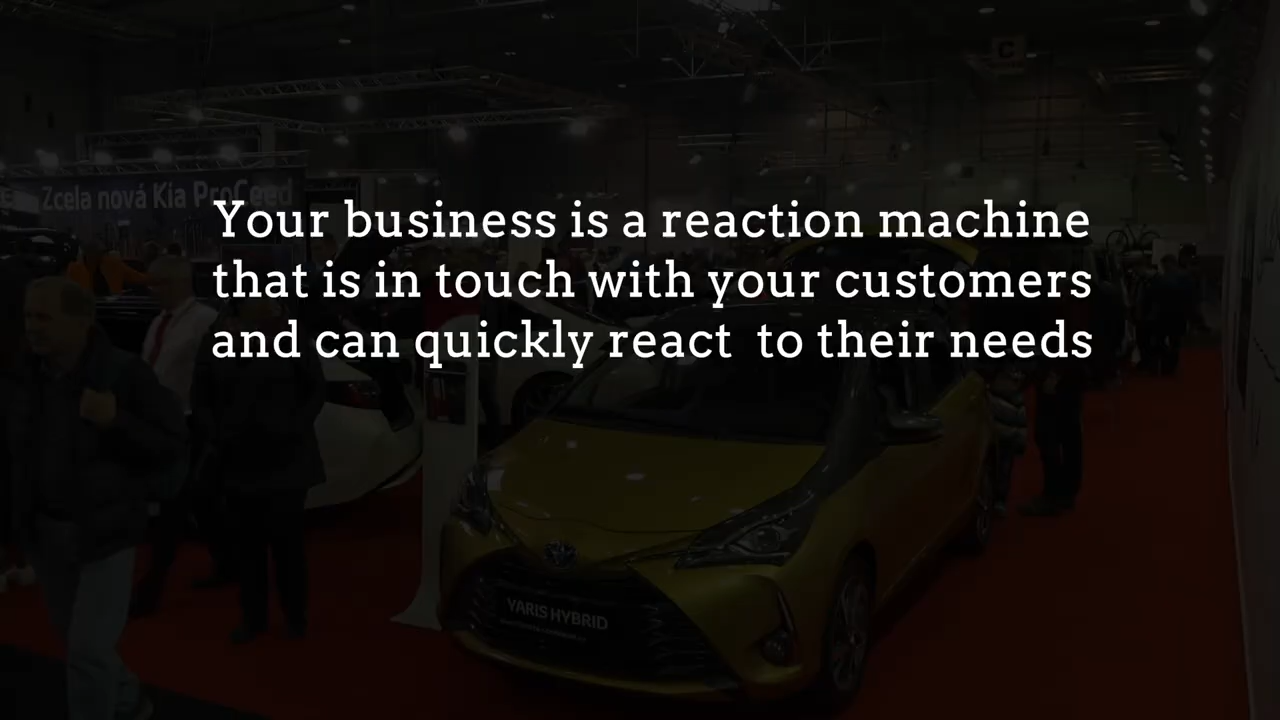 C
Zcela nová Kia ProCeed
Your business is a reaction machine
that is in touch with your customers
and can quickly react  to their needs
YARIS HYBRID